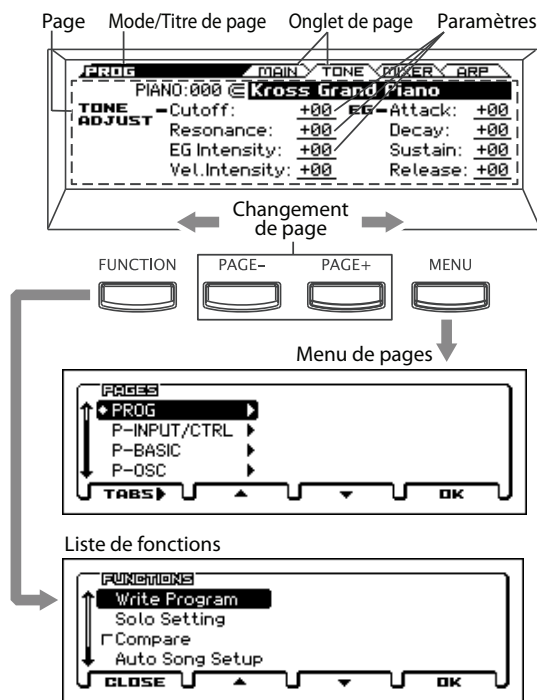 Page Mode/Titre de page Onglet de page Paramètres
PROG MAIN TONE MIXER ARP
PIANO:000 Kross Grand Piano
TONE ADJUST Cutoff: +00 EG Attack: +00
Resonance: +00 Decay: +00
EG Intensity: +00 Sustain: +00
Vel.Intensity: +00 Release: +00
Changement
de page
FUNCTION PAGE– PAGE+ MENU
Menu de pages
PAGES
PROG
P-INPUT/CTRL
P-BASIC
P-OSC
TABS OK
Liste de fonctions
FUNCTIONS
Write Program
Solo Setting
Compare
Auto Song Setup
CLOSE OK